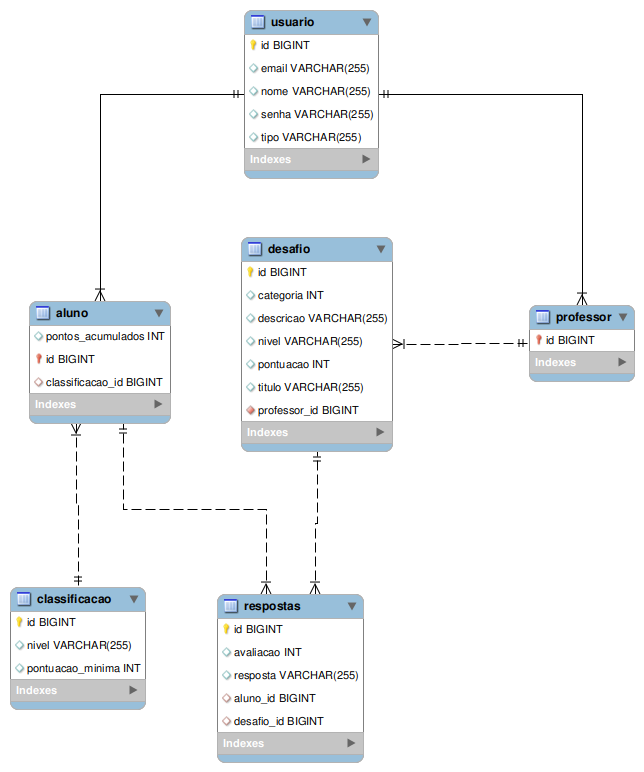 usuario
id BIGINT
email VARCHAR(255)
nome VARCHAR(255)
senha VARCHAR(255)
tipo VARCHAR(255)
Indexes
desafio
id BIGINT
categoria INT
descricao VARCHAR(255)
nivel VARCHAR(255)
pontuacao INT
titulo VARCHAR(255)
professor_id BIGINT
Indexes
aluno
pontos_acumulados INT
id BIGINT
classificacao_id BIGINT
Indexes
professor
id BIGINT
Indexes
classificacao
id BIGINT
nivel VARCHAR(255)
pontuacao_minima INT
Indexes
respostas
id BIGINT
avaliacao INT
resposta VARCHAR(255)
aluno_id BIGINT
desafio_id BIGINT
Indexes